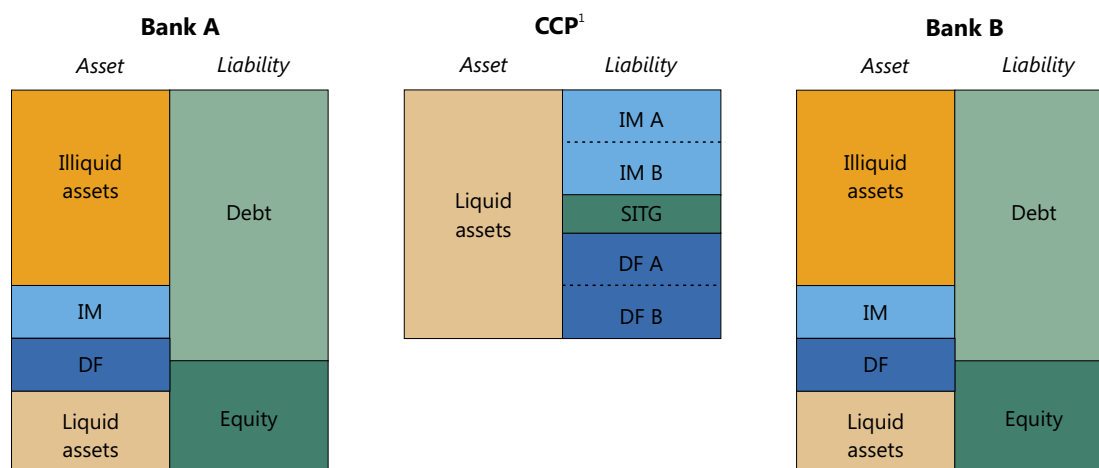 Bank A
Asset
Liability
Illiquid
assets
Debt
IM
DF
Liquid
assets
Equity
CCP1
Asset
Liability
Liquid
assets
IM A
IM B
SITG
DF A
DF B
Bank B
Asset
Liability
Illiquid
assets
Debt
IM
DF
Liquid
assets
Equity